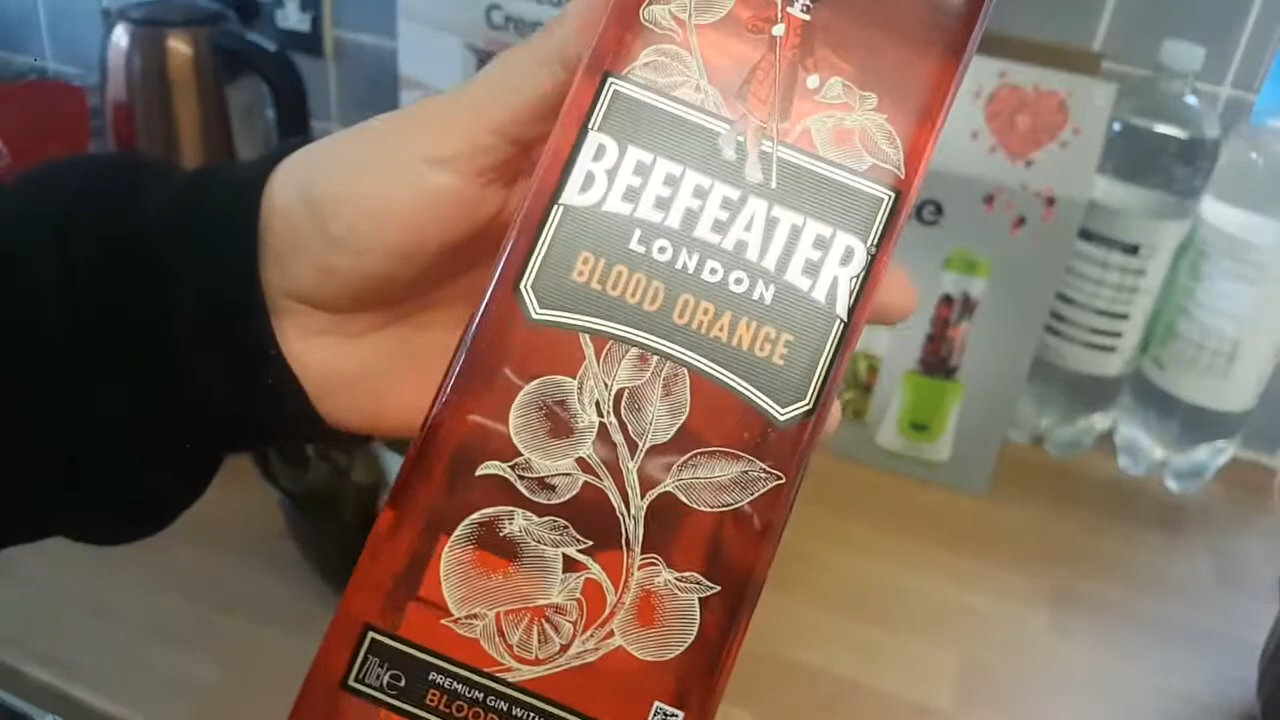 BEEFEATER
LONDON
BLOOD ORANGE
70cl e
PREMIUM GIN WITH
BLOOD